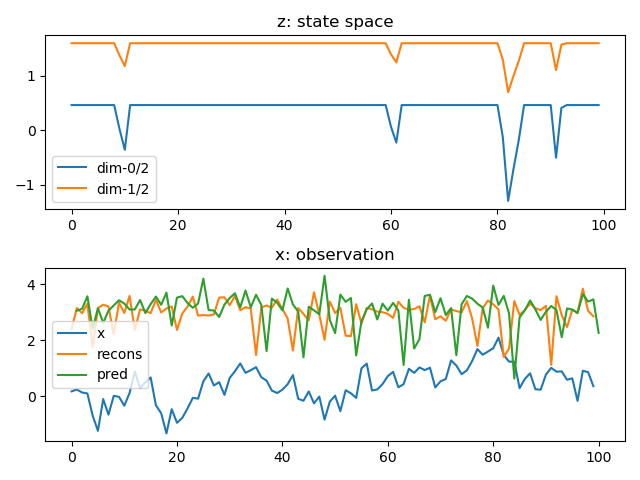 z: state space
1
0
−1
dim-0/2
dim-1/2
0 20 40 60 80 100
x: observation
4
2
0
x
recons
pred
0 20 40 60 80 100